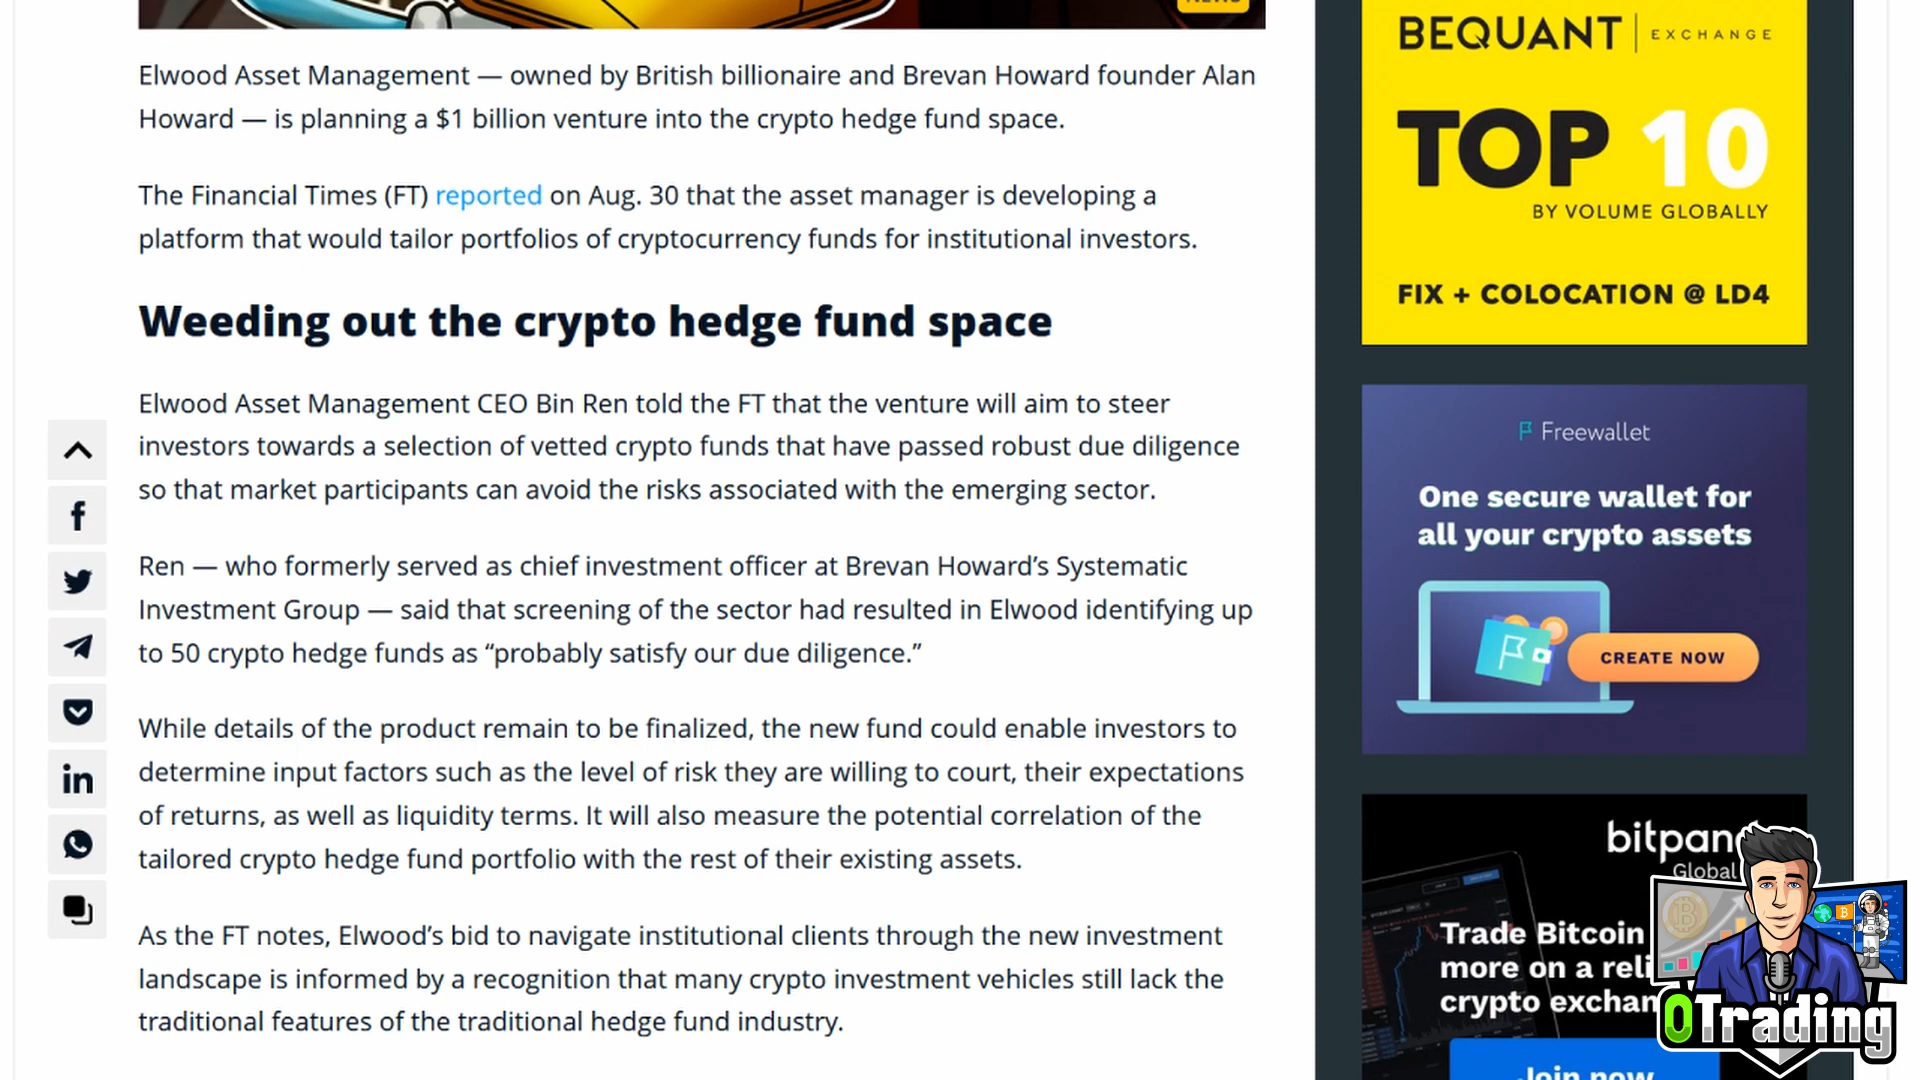 NEWS
Elwood Asset Management — owned by British billionaire and Brevan Howard founder Alan
Howard — is planning a $1 billion venture into the crypto hedge fund space.
The Financial Times (FT) reported on Aug. 30 that the asset manager is developing a
platform that would tailor portfolios of cryptocurrency funds for institutional investors.
Weeding out the crypto hedge fund space
Elwood Asset Management CEO Bin Ren told the FT that the venture will aim to steer
investors towards a selection of vetted crypto funds that have passed robust due diligence
so that market participants can avoid the risks associated with the emerging sector.
Ren — who formerly served as chief investment officer at Brevan Howard’s Systematic
Investment Group — said that screening of the sector had resulted in Elwood identifying up
to 50 crypto hedge funds as “probably satisfy our due diligence.”
While details of the product remain to be finalized, the new fund could enable investors to
determine input factors such as the level of risk they are willing to court, their expectations
of returns, as well as liquidity terms. It will also measure the potential correlation of the
tailored crypto hedge fund portfolio with the rest of their existing assets.
As the FT notes, Elwood’s bid to navigate institutional clients through the new investment
landscape is informed by a recognition that many crypto investment vehicles still lack the
traditional features of the traditional hedge fund industry.
BEQUANT | EXCHANGE
TOP 10
BY VOLUME GLOBALLY
FIX + COLOCATION @ LD4
Freewallet
One secure wallet for
all your crypto assets
CREATE NOW
bitpan
Global
Trade Bitcoin
more on a reli
crypto exchan
Join now
OTrading